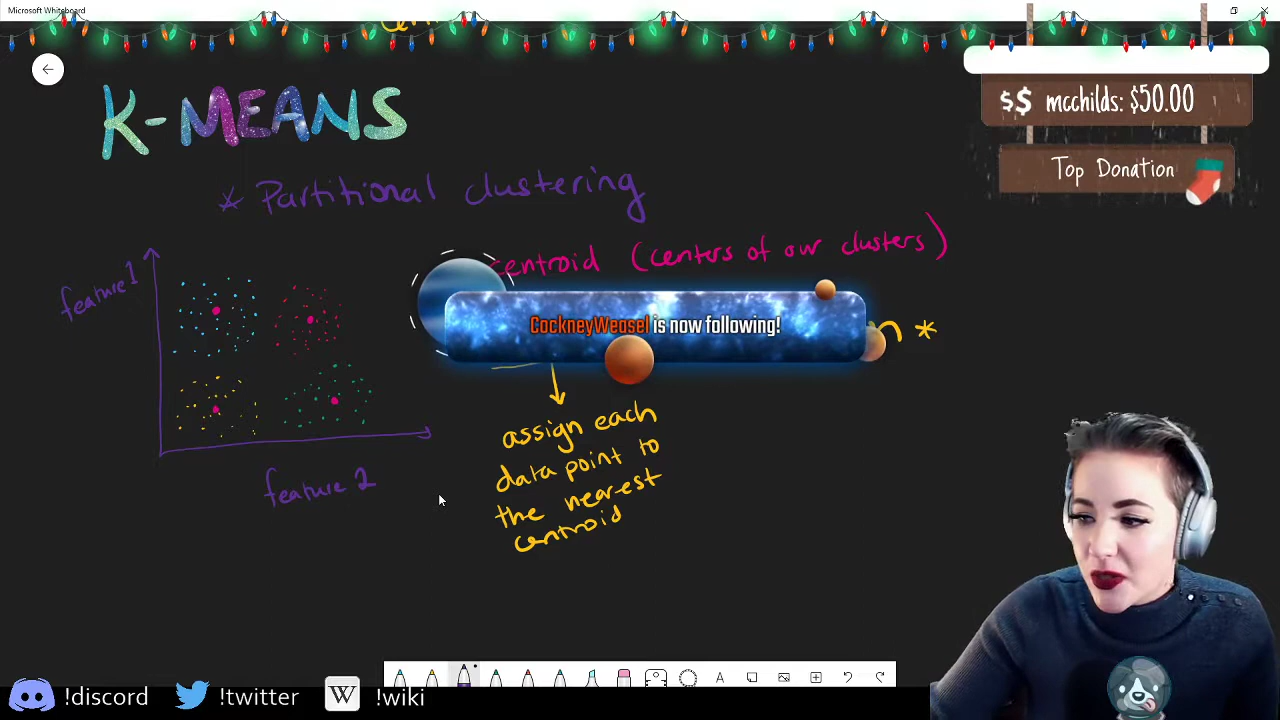 Microsoft Whiteboard
K-MEANS
* Partitional clustering
centroid (centers of our clusters)
feature 1
CockneyWeasel is now following!
n *
assign each
data point to
the nearest
centroid
feature 2
$$ mcchilds: $50.00
Top Donation
A
!discord
!twitter
W !wiki